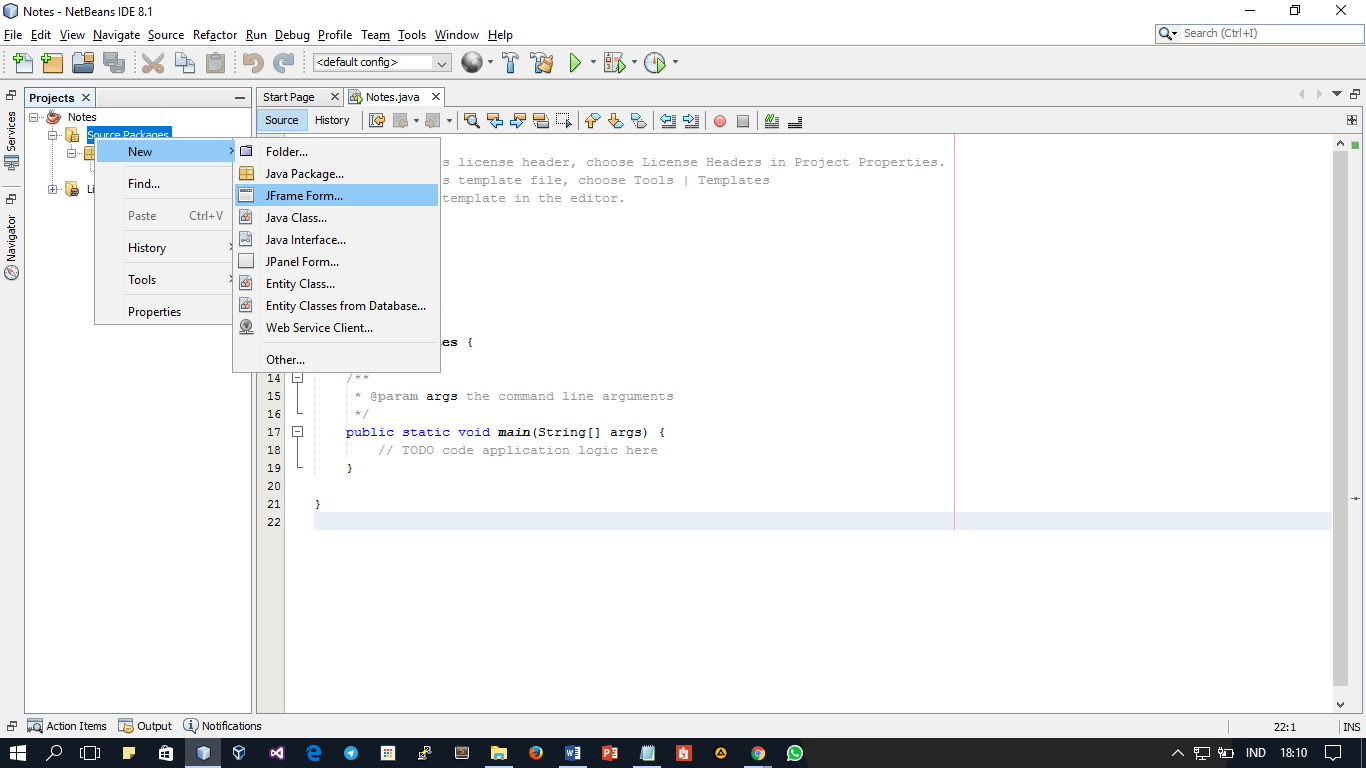 Notes - NetBeans IDE 8.1
File Edit View Navigate Source Refactor Run Debug Profile Team Tools Window Help
Search (Ctrl+I)
<default config>
Projects
Start Page
Notes.java
Services
Navigator
Notes
Source Packages
Source History
New
Find...
Paste Ctrl+V
History
Tools
Properties
Folder...
Java Package...
JFrame Form...
Java Class...
Java Interface...
JPanel Form...
Entity Class...
Entity Classes from Database...
Web Service Client...
Other...
s license header, choose License Headers in Project Properties.
s template file, choose Tools | Templates
template in the editor.
es {
14 /**
15 * @param args the command line arguments
16 */
17 public static void main(String[] args) {
18 // TODO code application logic here
19 }
20
21 }
22
Action Items Output Notifications
22:1 INS
IND 18:10